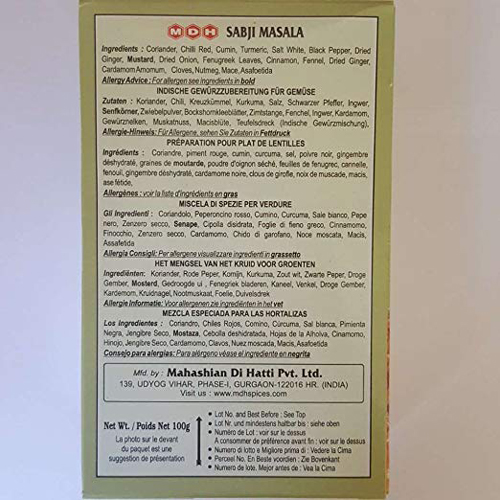 MDH SABJI MASALA
Ingredients : Coriander, Chilli Red, Cumin, Turmeric, Salt White, Black Pepper, Dried
Ginger, Mustard, Dried Onion, Fenugreek Leaves, Cinnamon, Fennel, Dried Ginger,
Cardamom Amomum, Cloves, Nutmeg, Mace, Asafoetida
Allergy Advice : For allergen see ingredients in bold
INDISCHE GEWÜRZZUBEREITUNG FÜR GEMÜSE
Zutaten : Koriander, Chili, Kreuzkümmel, Kurkuma, Salz, Schwarzer Pfeffer, Ingwer,
Senfkörner, Zwiebelpulver, Bockshornkleeblätter, Zimtstange, Fenchel, Ingwer, Kardamom,
Gewürznelken, Muskatnuss, Macisblüte, Teufelsdreck (Indische Gewürzmischung).
Allergie-Hinweis: Für Allergene, sehen Sie Zutaten in Fettdruck
PRÉPARATION POUR PLAT DE LENTILLES
Ingrédients : Coriandre, piment rouge, cumin, curcuma, sel, poivre noir, gingembre
déshydraté, graines de moutarde, poudre d'oignon séché, feuilles de fenugrec, cannelle,
fenouil, gingembre déshydraté, cardamome noire, clous de girofle, noix de muscade, macis,
ase fétide,
Allergènes : voir la liste d'ingrédients en gras
MISCELA DI SPEZIE PER VERDURE
Gli Ingredienti : Coriandolo, Peperoncino rosso, Cumino, Curcuma, Saie bianco, Pepe
nero, Zenzero secco, Senape, Cipolla disidrata, Foglie di fieno greco, Cinnamomo,
Finocchio, Zenzero secco, Cardamomo, Chido di garofano, Noce moscata, Macis,
Assafetida
Allergia Consigli: Per allergene visualizzare ingredienti in grassetto
HET MENGSEL VAN HET KRUID VOOR GROENTEN
Ingrediënten: Koriander, Rode Peper, Komijn, Kurkuma, Zout wit, Zwarte Peper, Droge
Gember, Mosterd, Gedroogde ui , Fenegriek bladeren, Kaneel, Venkel, Droge Gember,
Kardemom, Kruidnagel, Nootmuskaat, Foelie, Duivelsdrek
Allergie Informatie: Voor allergenen zie ingrediënten in het vet
MEZCLA ESPECIADA PARA LAS HORTALIZAS
Los ingredientes : Coriandro, Chiles Rojos, Comino, Cúrcuma, Sal blanca, Pimienta
Negra, Jengibre Seco, Mostaza, Cebolla deshidratada, Hojas de la Alholva, Cinamomo,
Hinojo, Jengibre Seco, Cardamomo, Clavos, Nuez moscada, Macis, Asafétida
Consejo para alergias: Para alérgeno véase el ingrediente en negrita
Mfd. by : Mahashian Di Hatti Pvt. Ltd.
139, UDYOG VIHAR, PHASE-I, GURGAON-122016 HR. (INDIA)
Visit us : www.mdhspices.com
Net Wt. / Poids Net 100g
La photo sur le devant
du paquet est une
suggestion de présentation
• Lot No. and Best Before : See Top
• Lot Nr. und mindestens haltbar bis : siehe oben
• Numéro de Lot : voir sur le dessus
A consommer de préférence avant fin : voir sur le dessus
• Numero di lotto e Migliore prima di : Vedere la Cima
• Perceel No. En Beste voordien : Zie Bovenkant
• Numero de lote. Mejor antes de : Vea la Cima